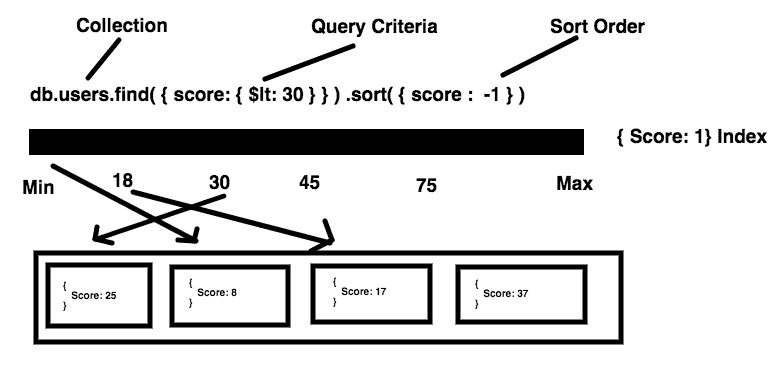 Collection Query Criteria Sort Order
db.users.find( { score: { $lt: 30 } } ) .sort( { score : -1 } )
{ Score: 1} Index
Min 18 30 45 75 Max
{ { { {
Score: 25 Score: 8 Score: 17 Score: 37
} } } }